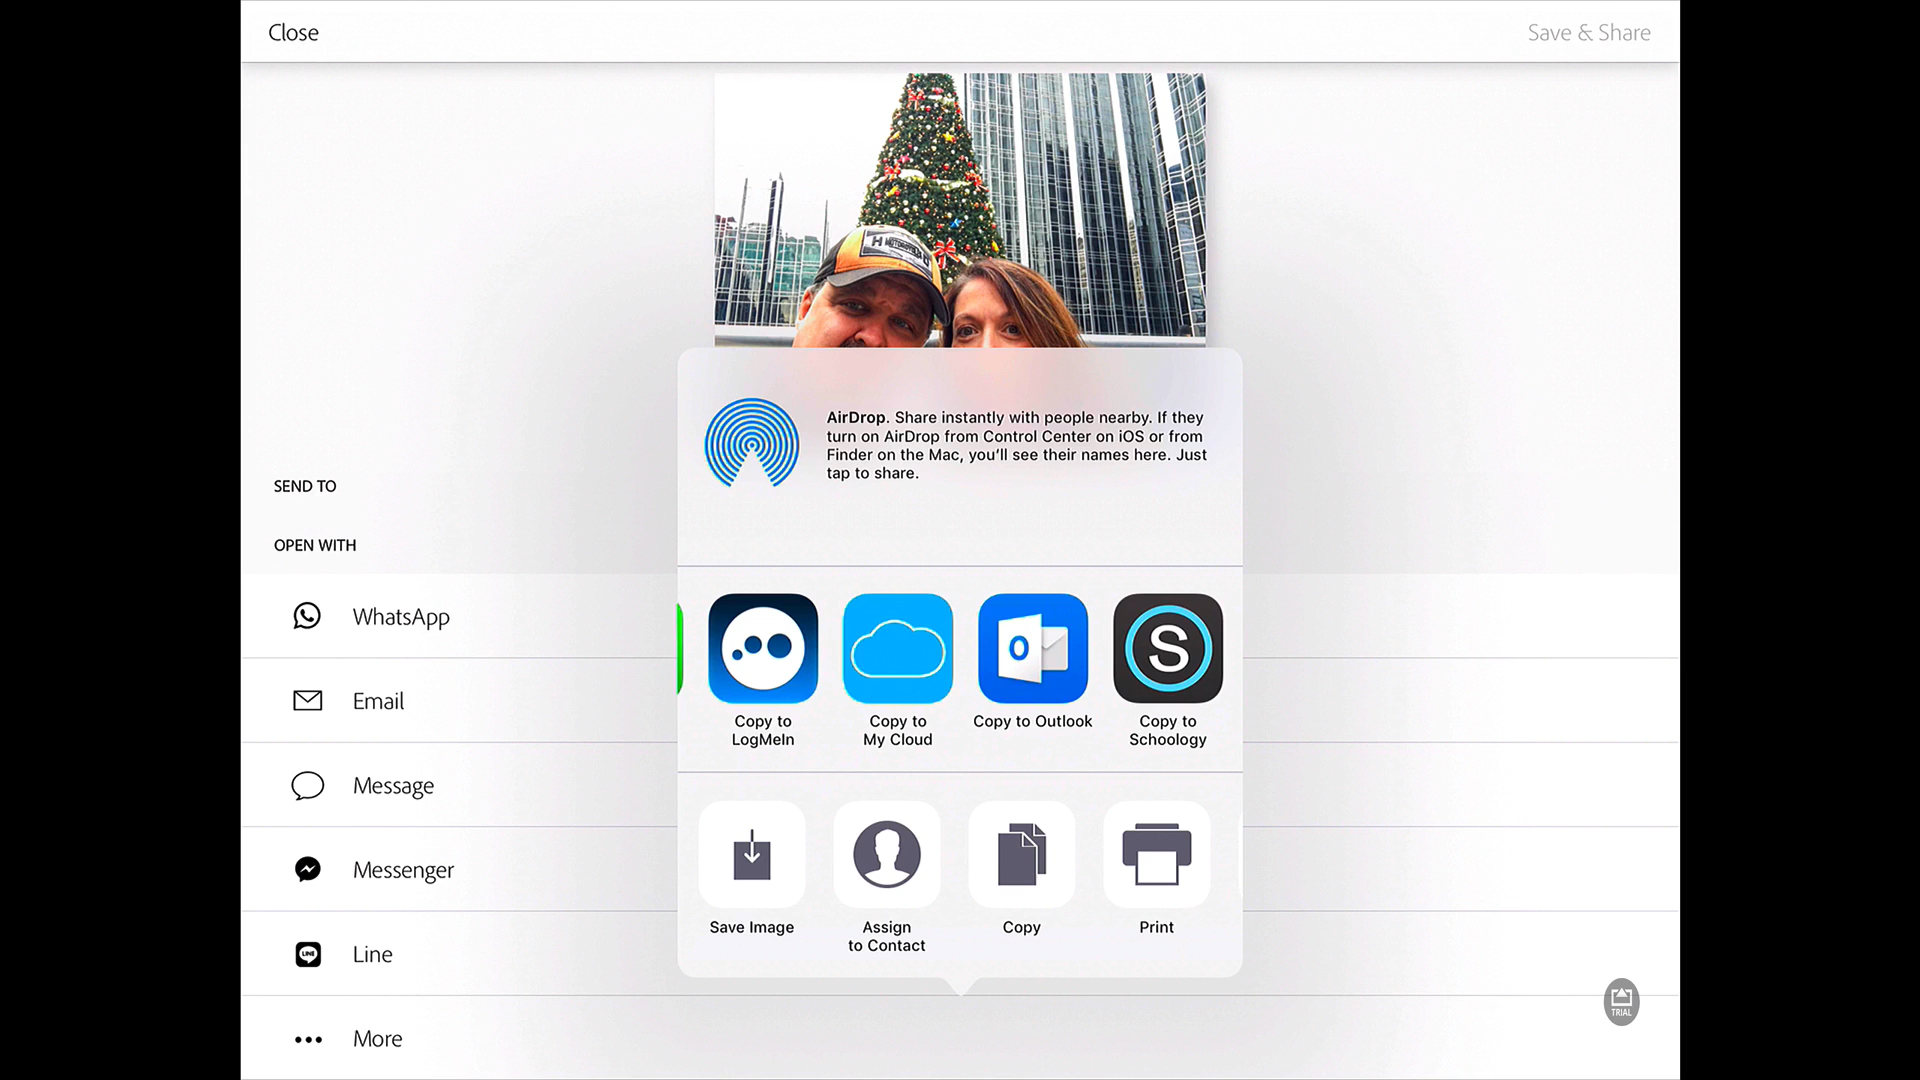 Close
Save & Share
AirDrop. Share instantly with people nearby. If they
turn on AirDrop from Control Center on iOS or from
Finder on the Mac, you'll see their names here. Just
tap to share.
SEND TO
OPEN WITH
WhatsApp
Email
Message
Messenger
LINE
Line
More
O
S
Copy to
LogMeIn
Copy to
My Cloud
Copy to Outlook
Copy to
Schoology
Save Image
Assign
to Contact
Copy
Print
TRIAL